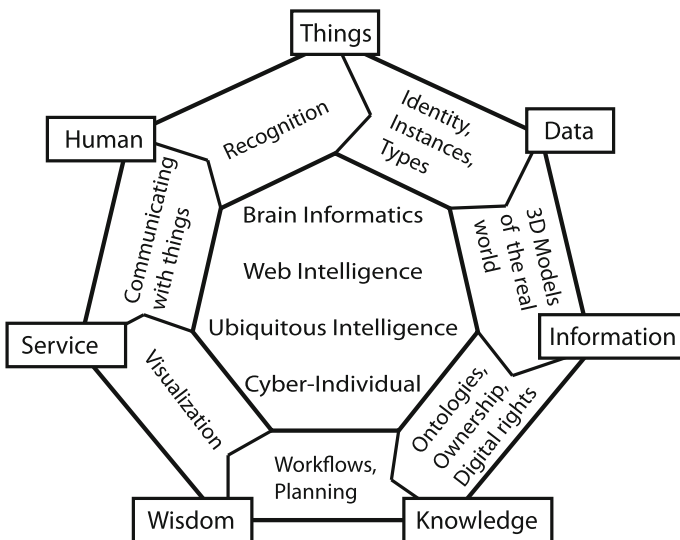 Things
Human
Data
Recognition
Identity,
Instances,
Types
Communicating
with things
Brain Informatics
Web Intelligence
Ubiquitous Intelligence
Cyber-Individual
3D Models
of the real
world
Service
Information
Visualization
Ontologies,
Ownership,
Digital rights
Workflows,
Planning
Wisdom
Knowledge